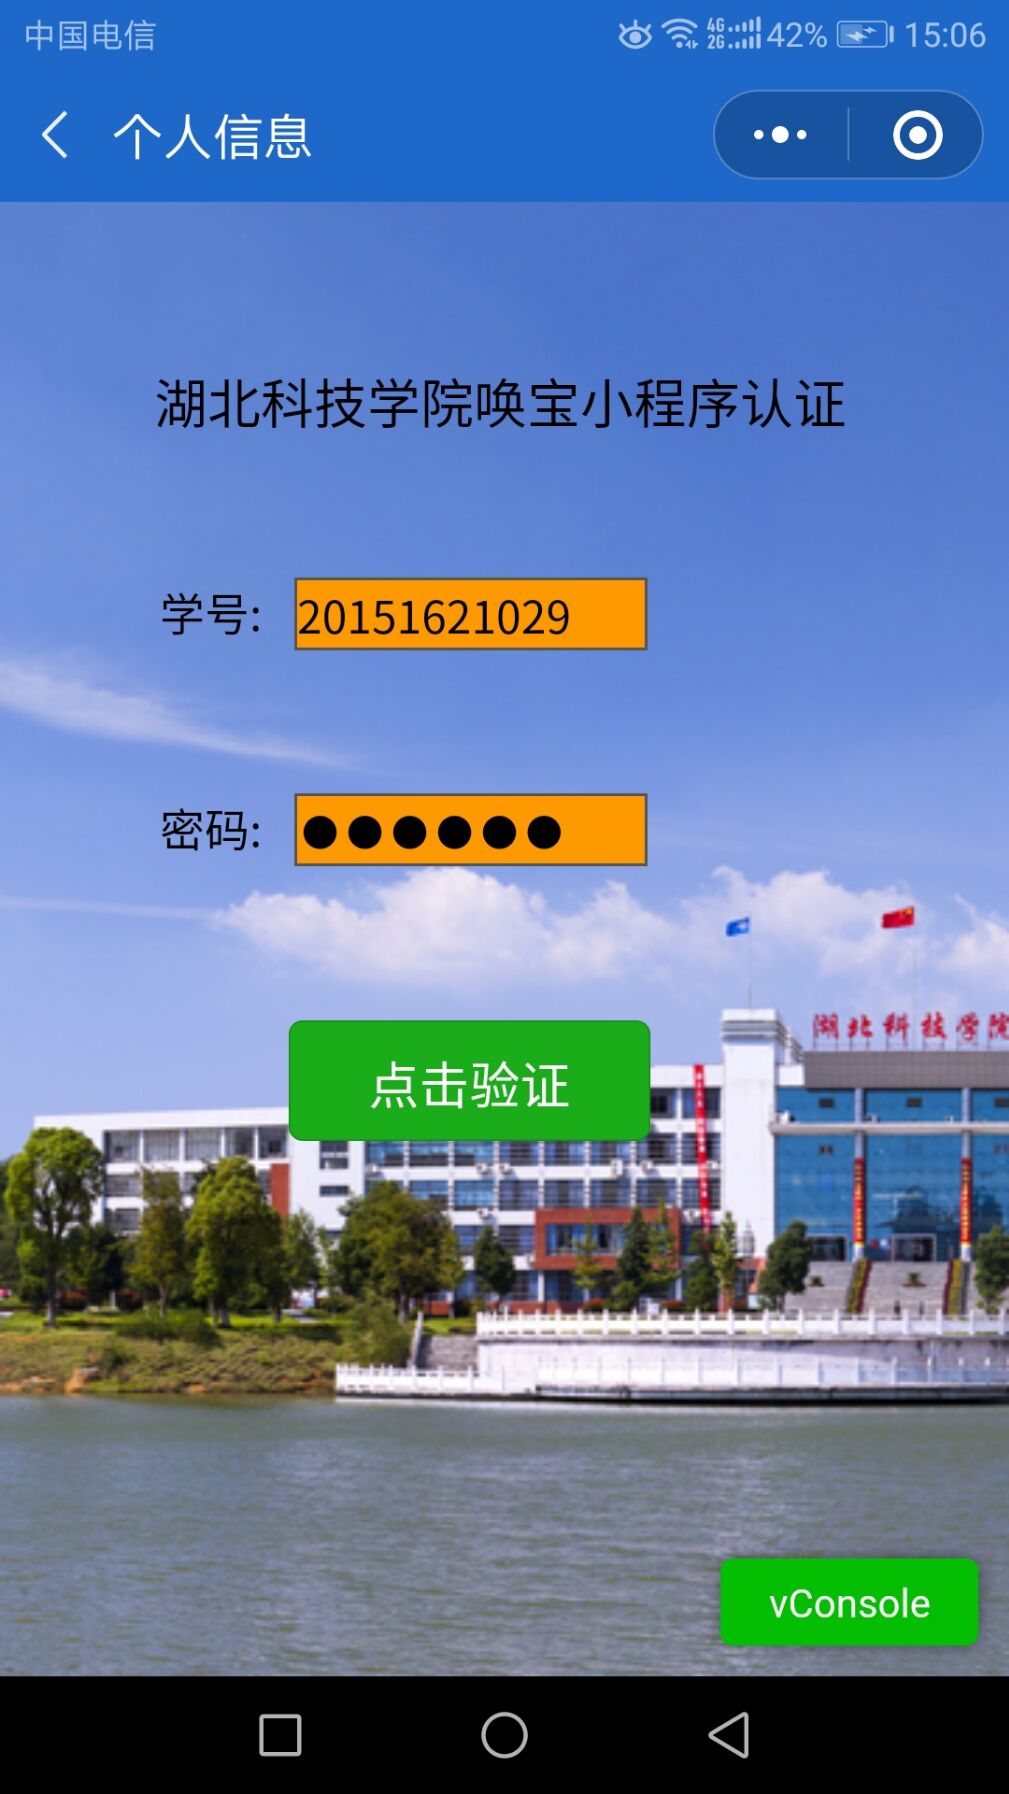 中国电信 4G 2G 42% 15:06
个人信息
湖北科技学院唤宝小程序认证
学号: 20151621029
密码: ●●●●●●
湖北科技学院
点击验证
vConsole